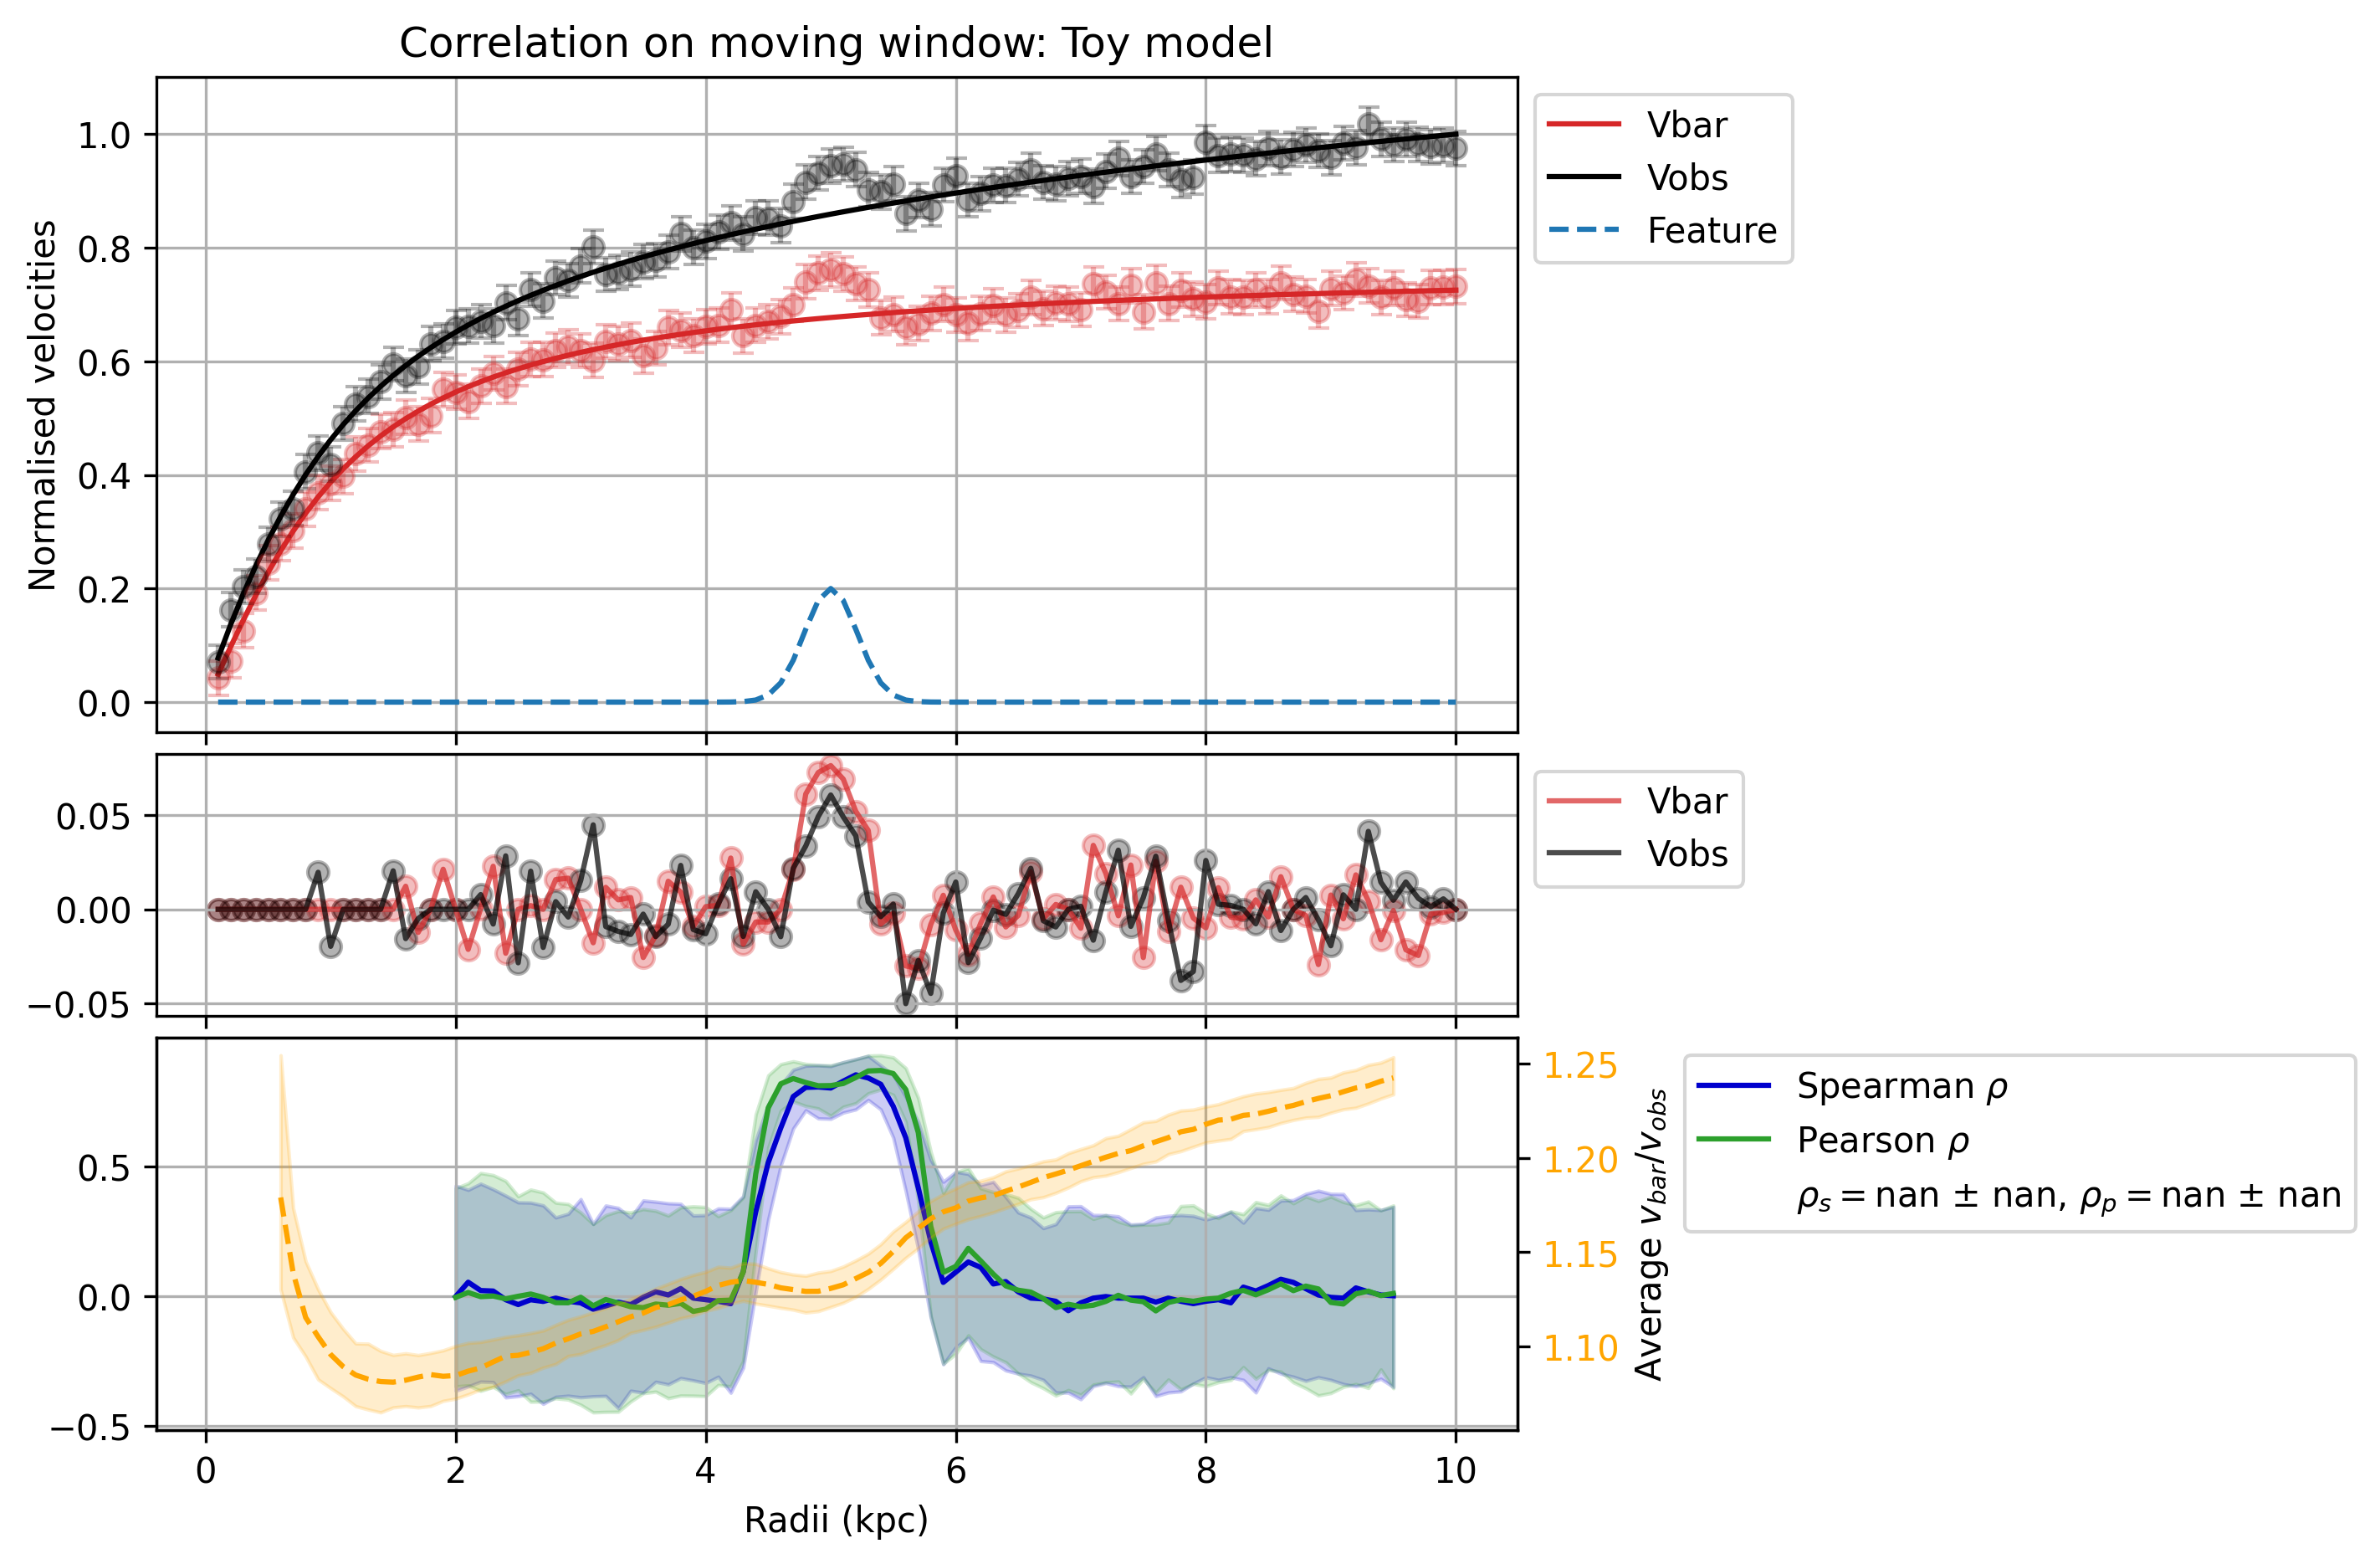 Correlation on moving window: Toy model
Normalised velocities
1.0
0.8
0.6
0.4
0.2
0.0
Vbar
Vobs
Feature
0.05
0.00
−0.05
Vbar
Vobs
0.5
0.0
−0.5
1.25
1.20
1.15
1.10
Average v_bar/v_obs
Spearman ρ
Pearson ρ
ρ_s = nan ± nan, ρ_p = nan ± nan
0 2 4 6 8 10
Radii (kpc)